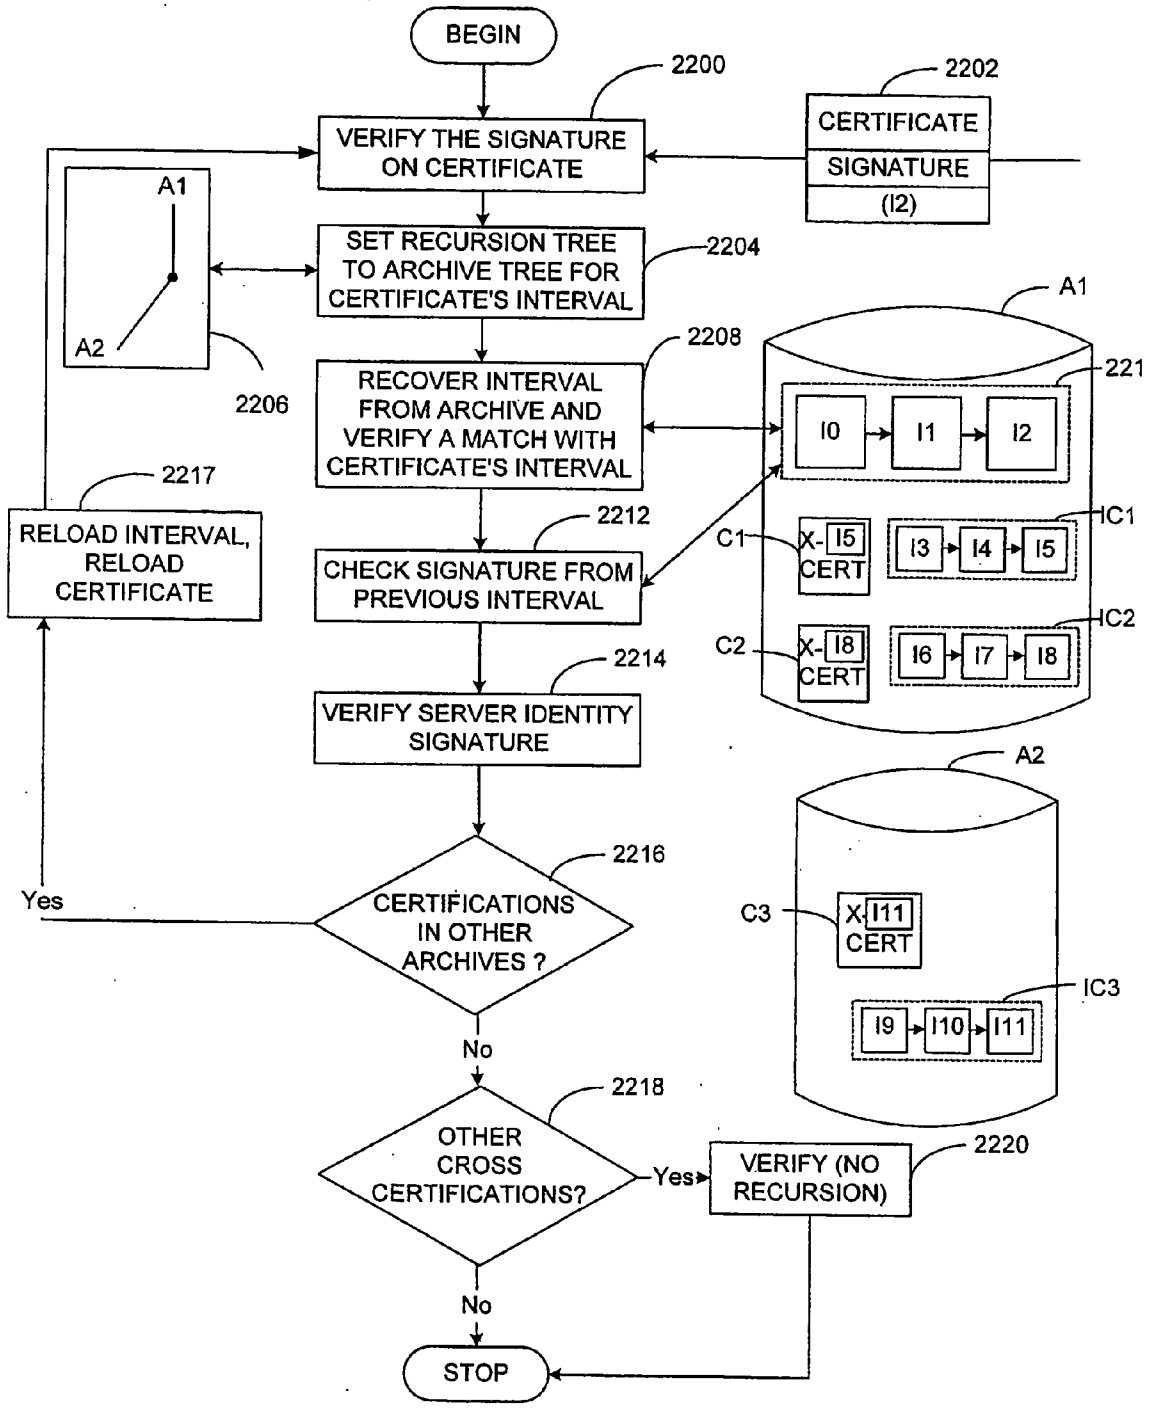 BEGIN
2200
2202
VERIFY THE SIGNATURE
ON CERTIFICATE
CERTIFICATE
SIGNATURE
(I2)
A1
A2
2206
SET RECURSION TREE
TO ARCHIVE TREE FOR
CERTIFICATE'S INTERVAL
2204
2208
RECOVER INTERVAL
FROM ARCHIVE AND
VERIFY A MATCH WITH
CERTIFICATE'S INTERVAL
A1
221
I0
I1
I2
2217
RELOAD INTERVAL,
RELOAD
CERTIFICATE
2212
CHECK SIGNATURE FROM
PREVIOUS INTERVAL
C1
X- I5
CERT
IC1
I3
I4
I5
C2
X- I8
CERT
IC2
I6
I7
I8
2214
VERIFY SERVER IDENTITY
SIGNATURE
A2
2216
CERTIFICATIONS
IN OTHER
ARCHIVES ?
Yes
No
C3
X- I11
CERT
IC3
I9
I10
I11
2218
OTHER
CROSS
CERTIFICATIONS?
Yes
2220
VERIFY (NO
RECURSION)
No
STOP